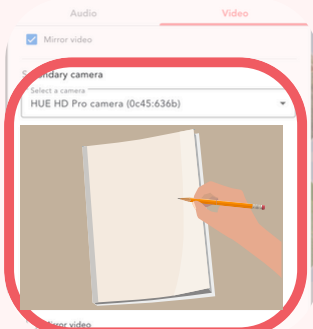 Audio
Video
Mirror video
Secondary camera
Select a camera
HUE HD Pro camera (0c45:636b)
Mirror video